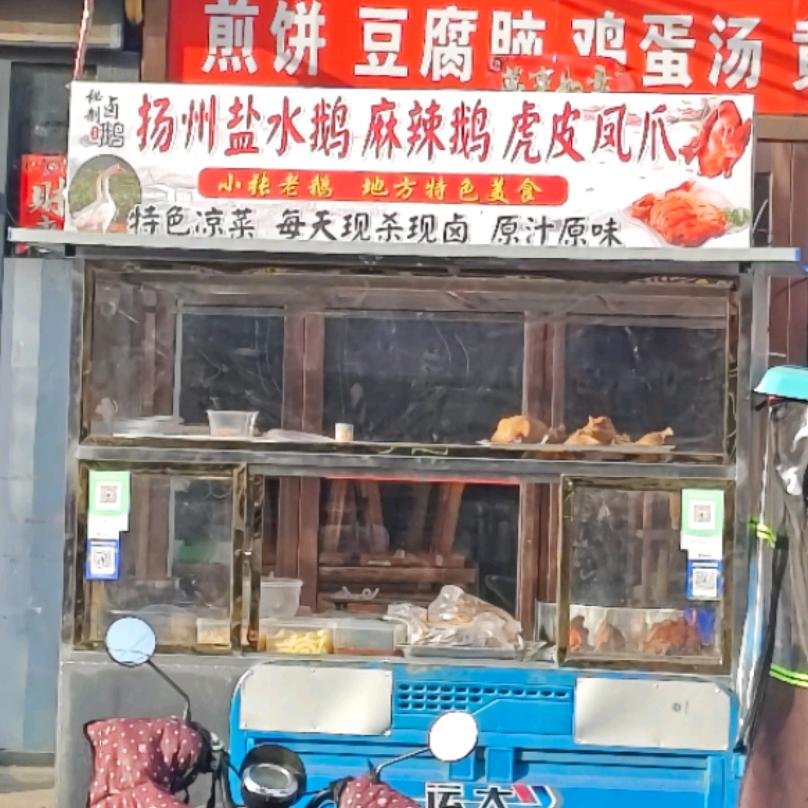 煎饼 豆腐脑 鸡蛋汤
秘制
卤鹅
扬州盐水鹅 麻辣鹅 虎皮凤爪
小张老鹅 地方特色美食
特色凉菜 每天现杀现卤 原汁原味
财